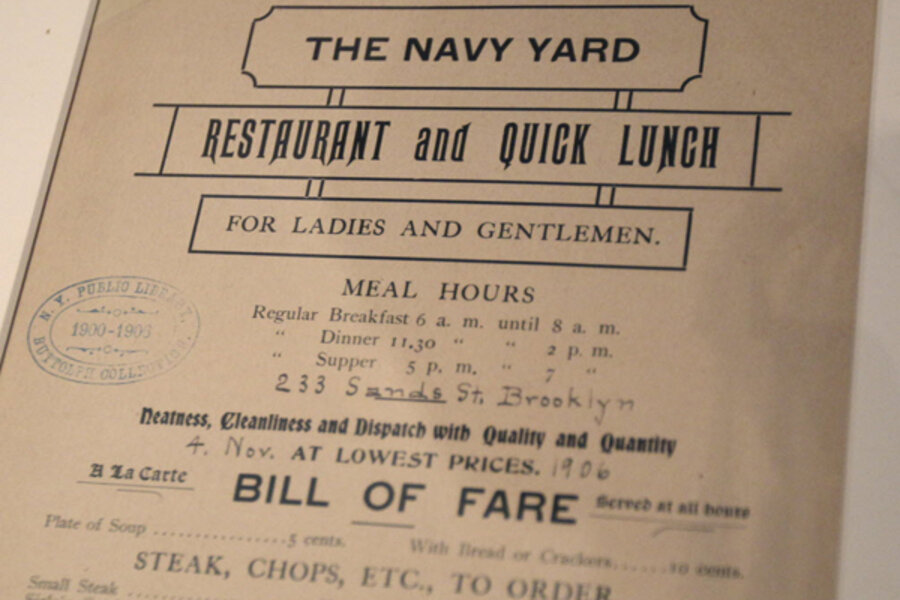 THE NAVY YARD
RESTAURANT and QUICK LUNCH
FOR LADIES AND GENTLEMEN.
N. Y. PUBLIC LIBRARY.
1900-1906
BUTTOLPH COLLECTION.
MEAL HOURS
Regular Breakfast 6 a. m. until 8 a. m.
" Dinner 11.30 " " 2 p. m.
" Supper 5 p. m. " 7 "
233 Sands St. Brooklyn
Neatness, Cleanliness and Dispatch with Quality and Quantity
4. Nov. AT LOWEST PRICES. 1906
A La Carte
BILL OF FARE
Served at all hours
Plate of Soup ................5 cents. With Bread or Crackers......10 cents.
STEAK, CHOPS, ETC., TO ORDER
Small Steak